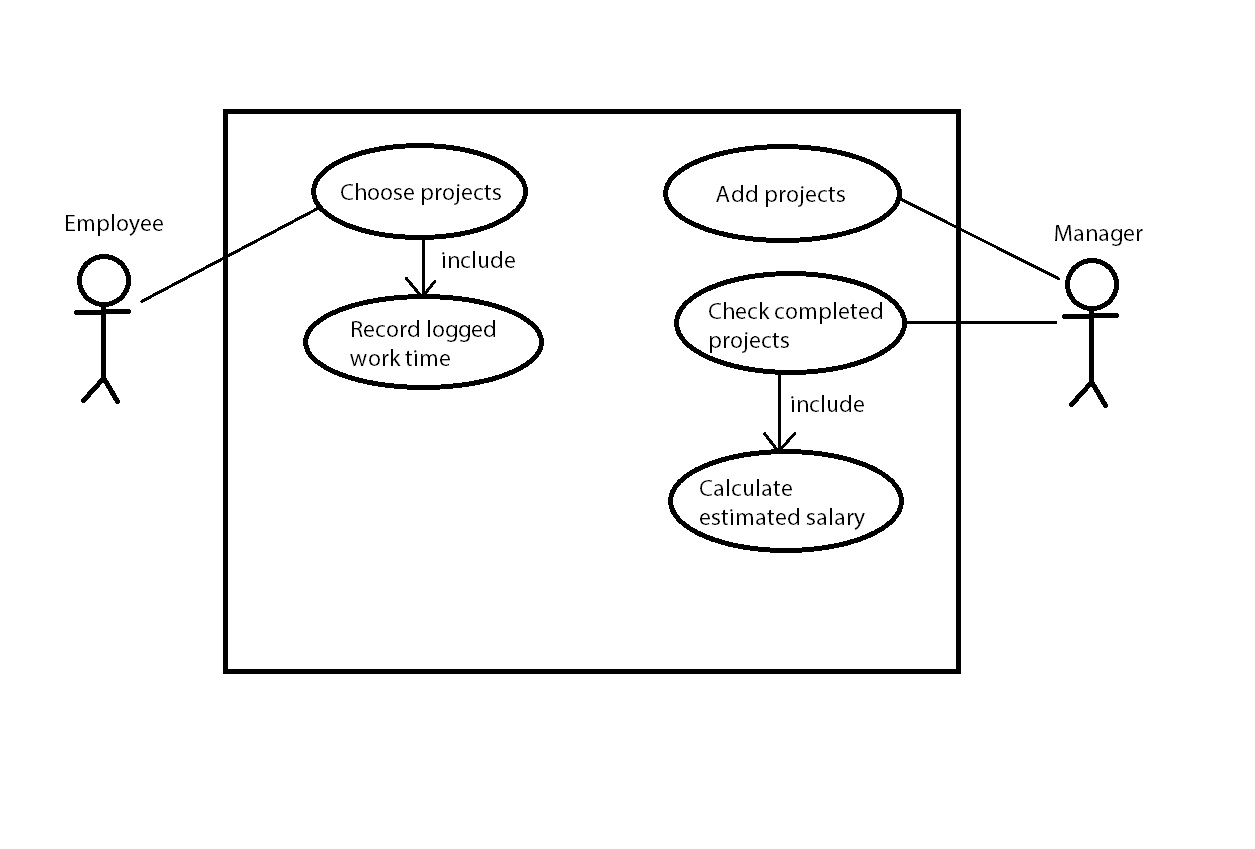 Employee
Choose projects
include
Record logged
work time
Add projects
Manager
Check completed
projects
include
Calculate
estimated salary